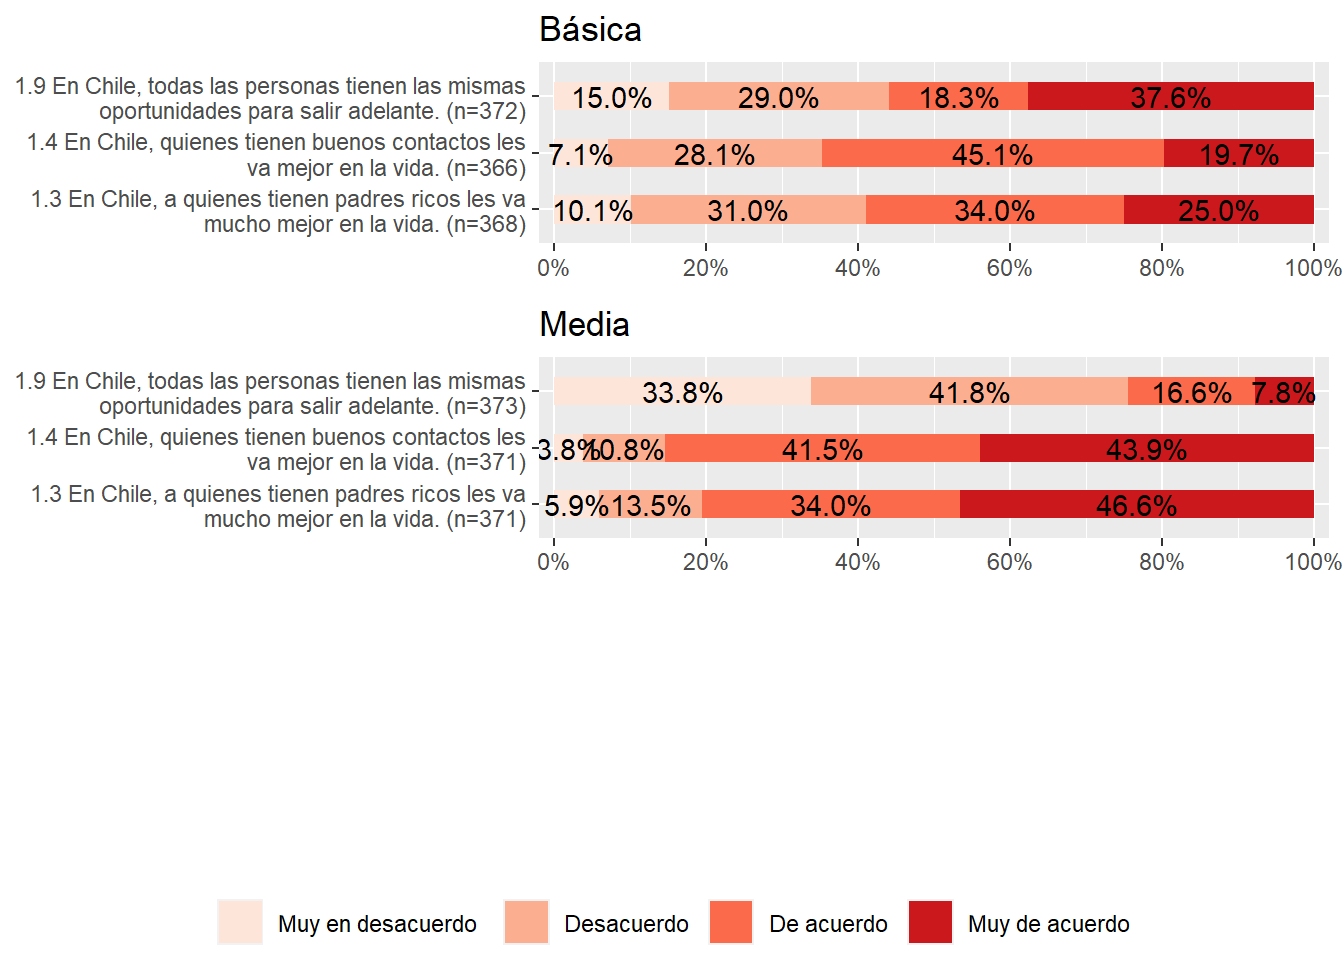 Básica
1.9 En Chile, todas las personas tienen las mismas
oportunidades para salir adelante. (n=372)
15.0% 29.0% 18.3% 37.6%
1.4 En Chile, quienes tienen buenos contactos les
va mejor en la vida. (n=366)
7.1% 28.1% 45.1% 19.7%
1.3 En Chile, a quienes tienen padres ricos les va
mucho mejor en la vida. (n=368)
10.1% 31.0% 34.0% 25.0%
0% 20% 40% 60% 80% 100%
Media
1.9 En Chile, todas las personas tienen las mismas
oportunidades para salir adelante. (n=373)
33.8% 41.8% 16.6% 7.8%
1.4 En Chile, quienes tienen buenos contactos les
va mejor en la vida. (n=371)
3.8% 10.8% 41.5% 43.9%
1.3 En Chile, a quienes tienen padres ricos les va
mucho mejor en la vida. (n=371)
5.9% 13.5% 34.0% 46.6%
0% 20% 40% 60% 80% 100%
Muy en desacuerdo Desacuerdo De acuerdo Muy de acuerdo